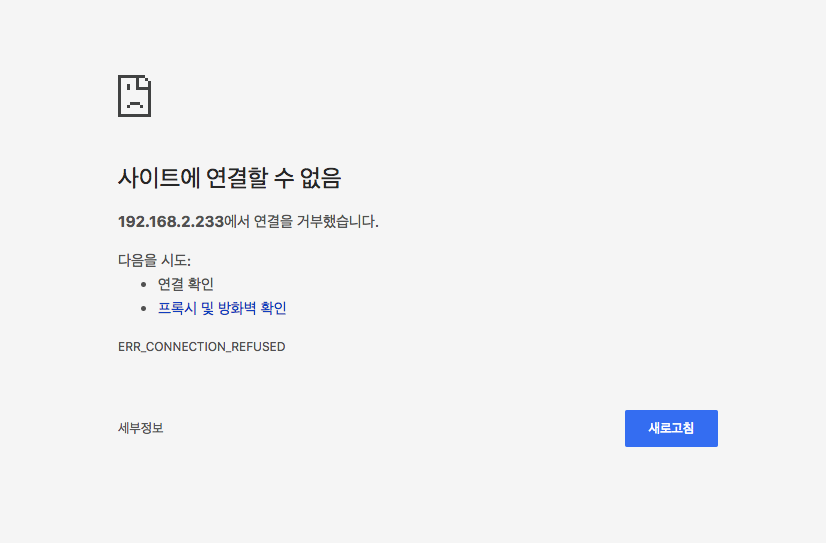 사이트에 연결할 수 없음
192.168.2.233에서 연결을 거부했습니다.
다음을 시도:
연결 확인
프록시 및 방화벽 확인
ERR_CONNECTION_REFUSED
세부정보
새로고침